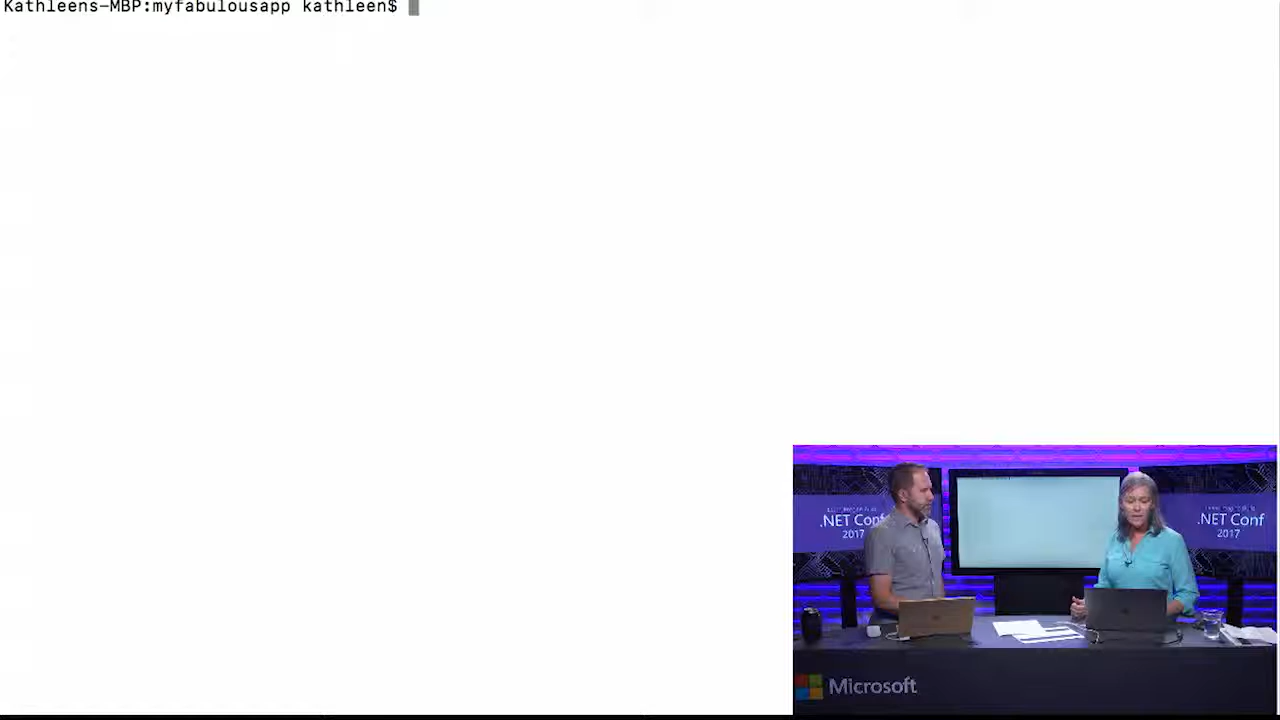 Kathleens-MBP:myfabulousapp kathleen$
.NET Conf
2017
.NET Conf
2017
Microsoft